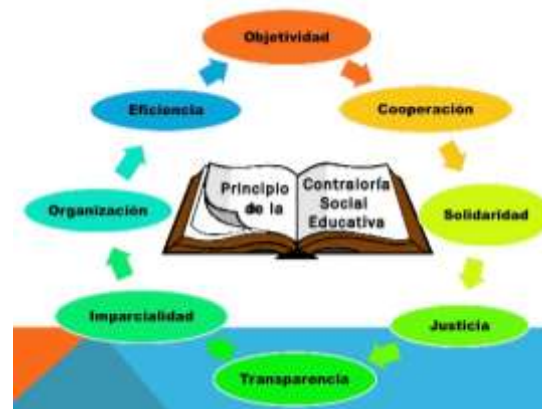 Objetividad
Eficiencia
Cooperación
Principio
de la
Contraloría
Social
Educativa
Organización
Solidaridad
Imparcialidad
Justicia
Transparencia